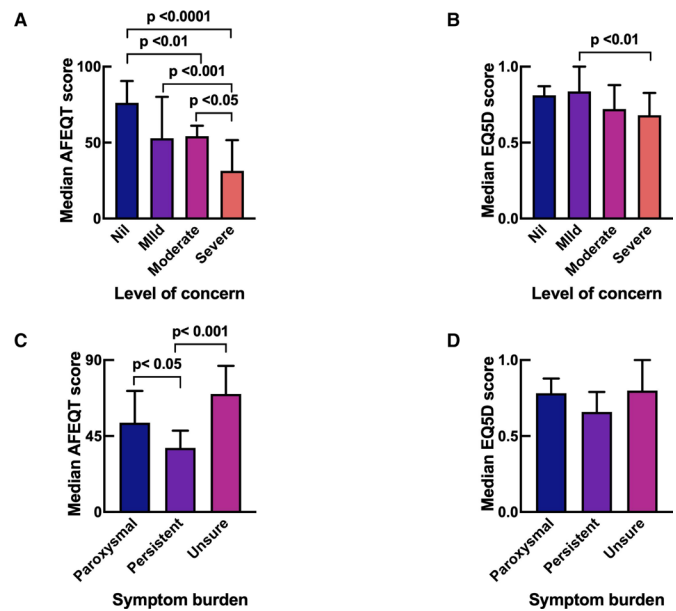 A
p <0.0001
p <0.01
p <0.001
p <0.05
Median AFEQT score
100
50
0
Nil
MIld
Moderate
Severe
Level of concern
B
p <0.01
Median EQ5D score
1.0
0.5
0.0
Nil
MIld
Moderate
Severe
Level of concern
C
p< 0.001
p< 0.05
Median AFEQT score
90
45
0
Paroxysmal
Persistent
Unsure
Symptom burden
D
Median EQ5D score
1.0
0.5
0.0
Paroxysmal
Persistent
Unsure
Symptom burden